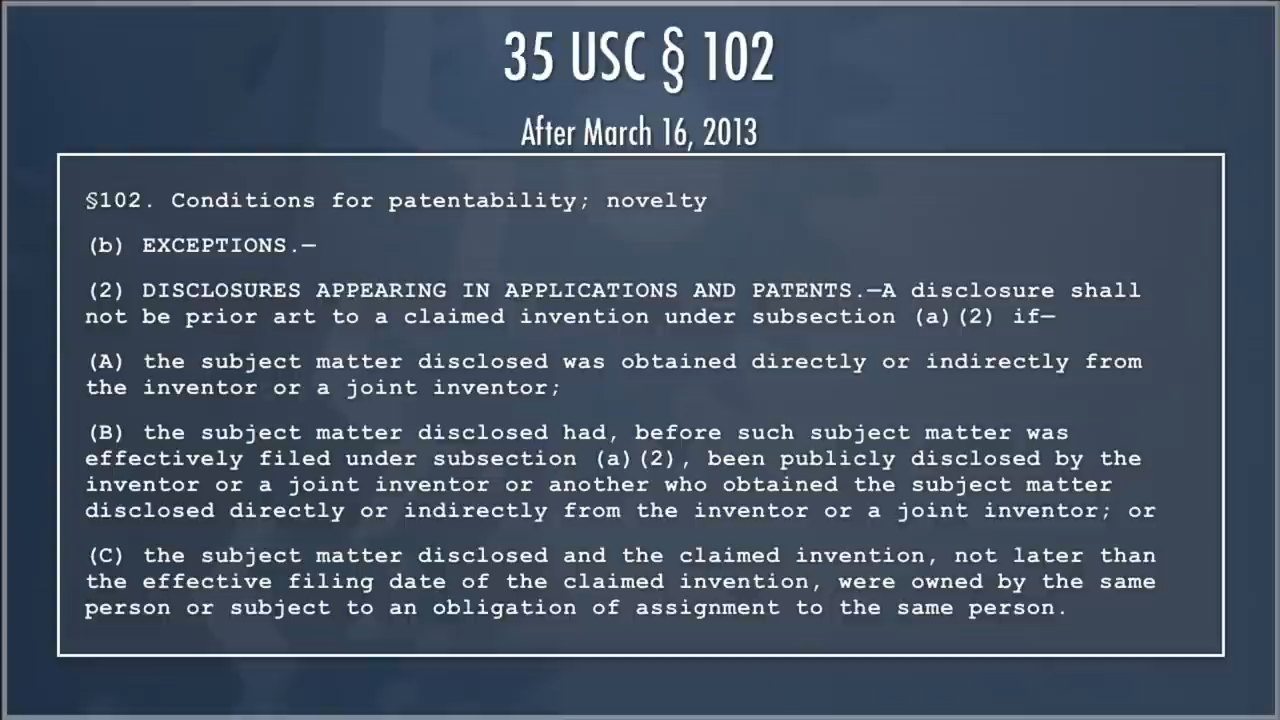 35 USC § 102
After March 16, 2013
§102. Conditions for patentability; novelty
(b) EXCEPTIONS.—
(2) DISCLOSURES APPEARING IN APPLICATIONS AND PATENTS.—A disclosure shall
not be prior art to a claimed invention under subsection (a)(2) if—
(A) the subject matter disclosed was obtained directly or indirectly from
the inventor or a joint inventor;
(B) the subject matter disclosed had, before such subject matter was
effectively filed under subsection (a)(2), been publicly disclosed by the
inventor or a joint inventor or another who obtained the subject matter
disclosed directly or indirectly from the inventor or a joint inventor; or
(C) the subject matter disclosed and the claimed invention, not later than
the effective filing date of the claimed invention, were owned by the same
person or subject to an obligation of assignment to the same person.